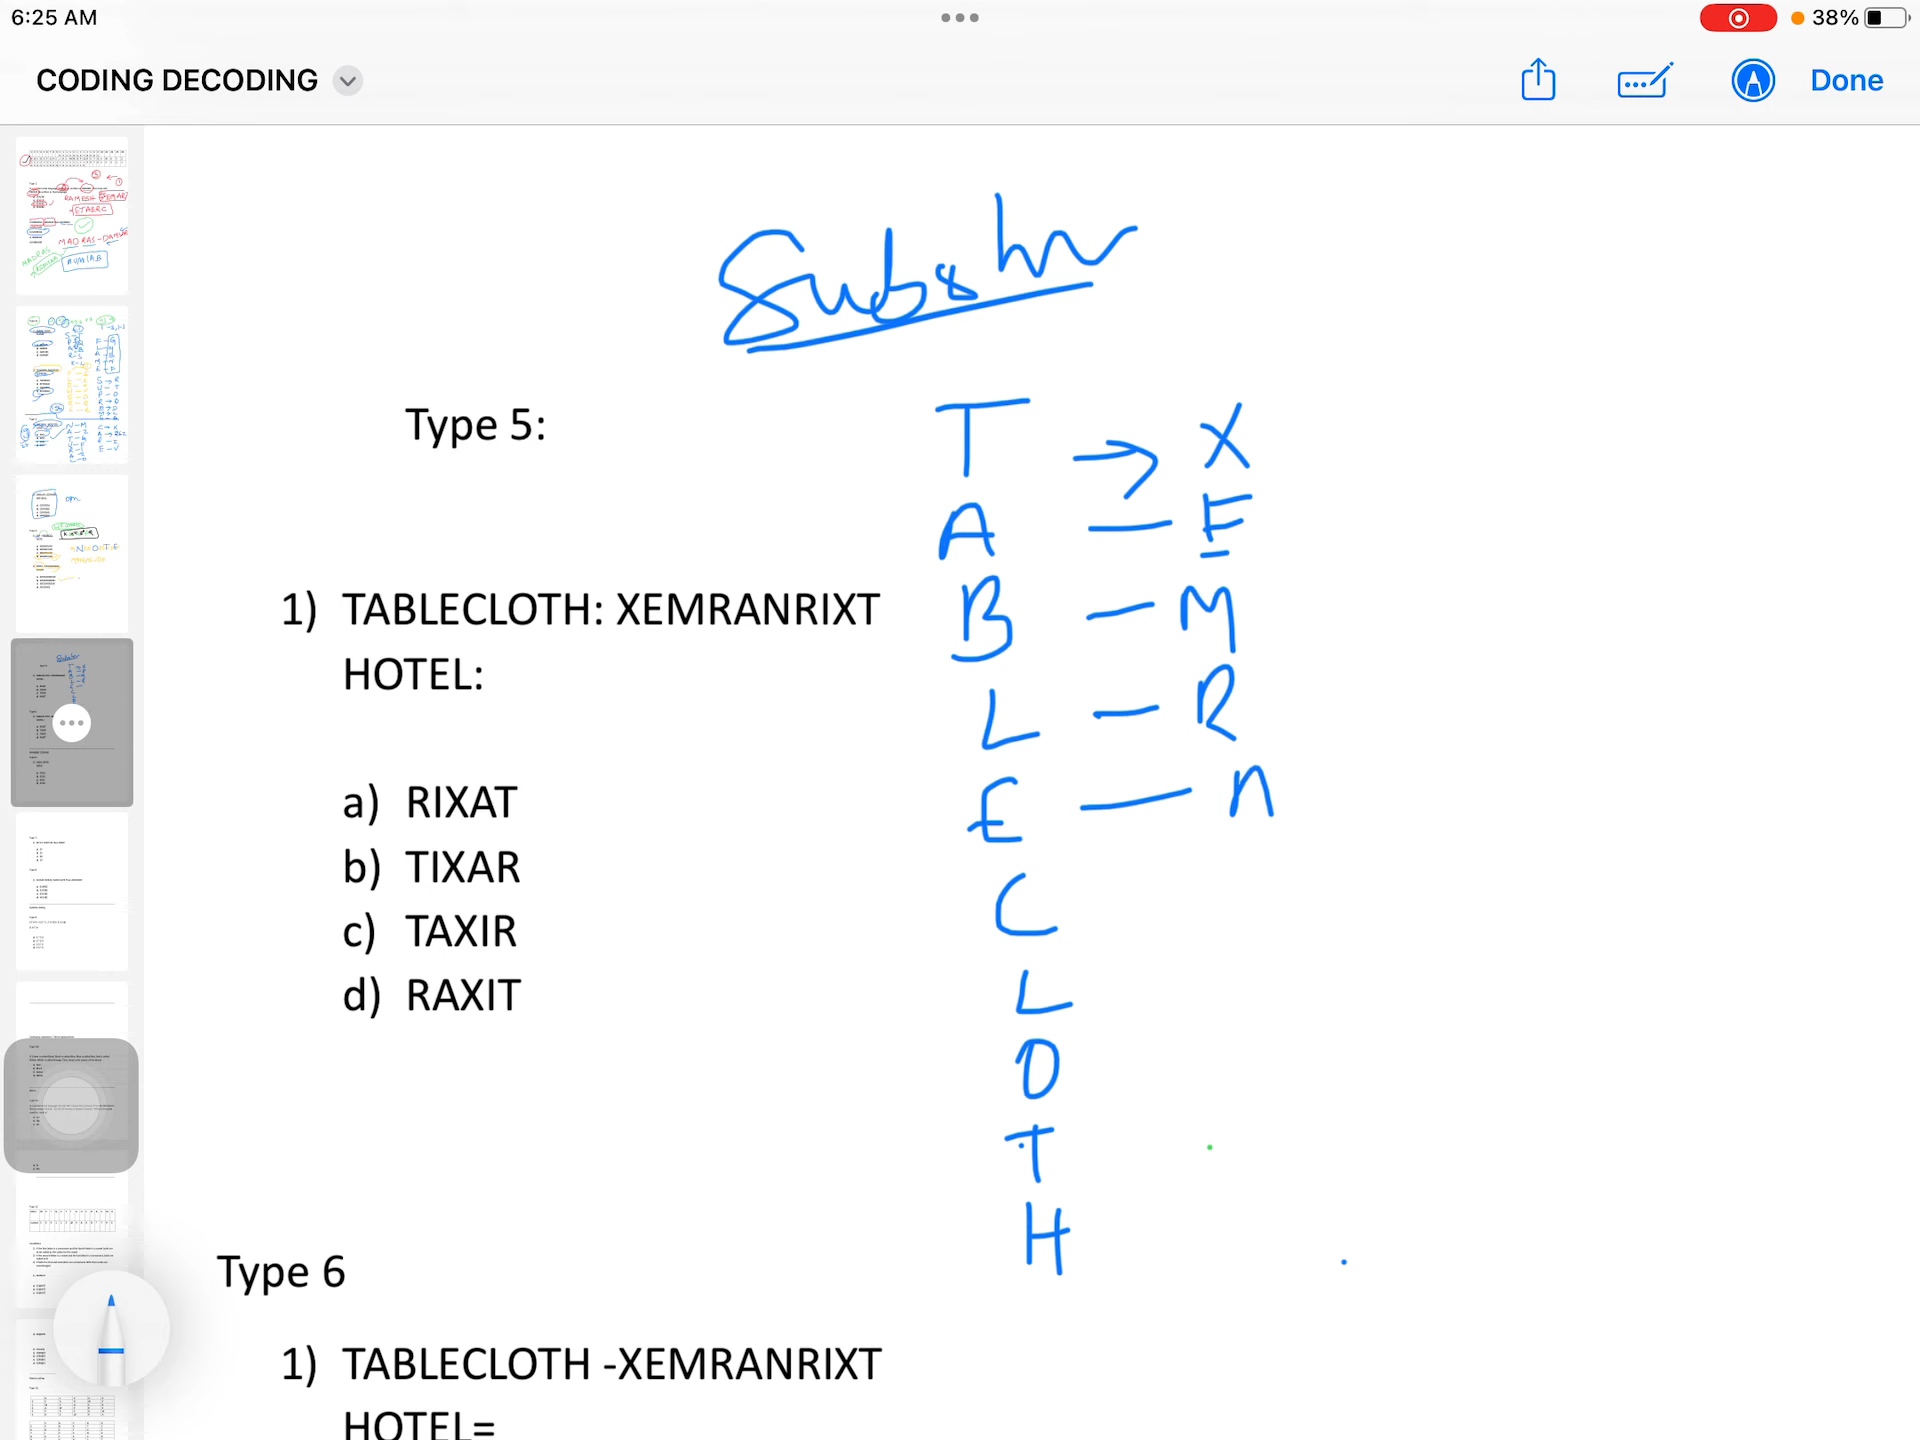 6:25 AM
38%
CODING DECODING
Done
Type 5:
1) TABLECLOTH: XEMRANRIXT
HOTEL:
a) RIXAT
b) TIXAR
c) TAXIR
d) RAXIT
T → X
A — E
B — M
L — R
E — n
C
L
O
T
H
Type 6
1) TABLECLOTH -XEMRANRIXT
HOTEL=